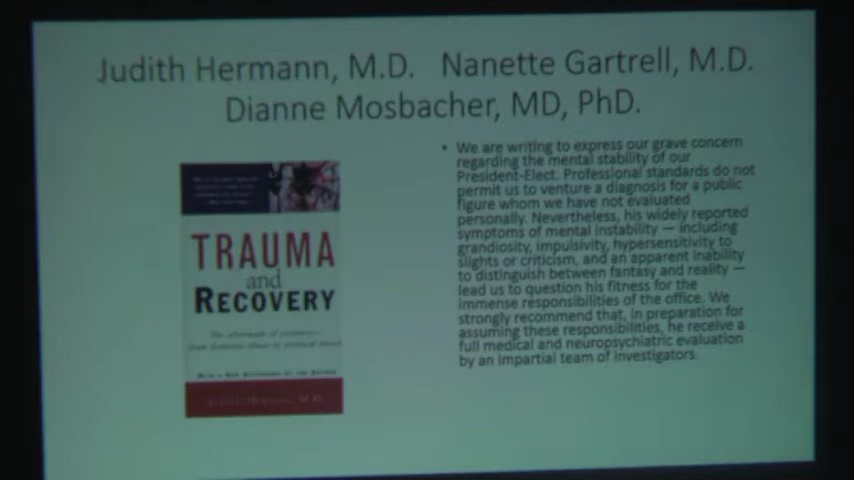 Judith Hermann, M.D. Nanette Gartrell, M.D.
Dianne Mosbacher, MD, PhD.
TRAUMA
and
RECOVERY
• We are writing to express our grave concern
regarding the mental stability of our
President-Elect. Professional standards do not
permit us to venture a diagnosis for a public
figure whom we have not evaluated
personally. Nevertheless, his widely reported
symptoms of mental instability — including
grandiosity, impulsivity, hypersensitivity to
slights or criticism, and an apparent inability
to distinguish between fantasy and reality —
lead us to question his fitness for the
immense responsibilities of the office. We
strongly recommend that, in preparation for
assuming these responsibilities, he receive a
full medical and neuropsychiatric evaluation
by an impartial team of investigators.